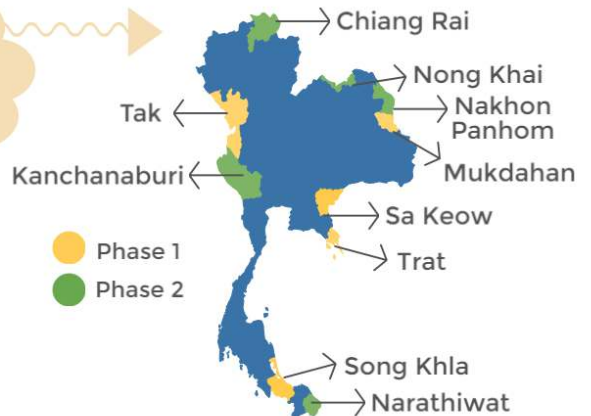 Chiang Rai
Nong Khai
Tak
Nakhon
Panhom
Mukdahan
Kanchanaburi
Sa Keow
Phase 1
Trat
Phase 2
Song Khla
Narathiwat